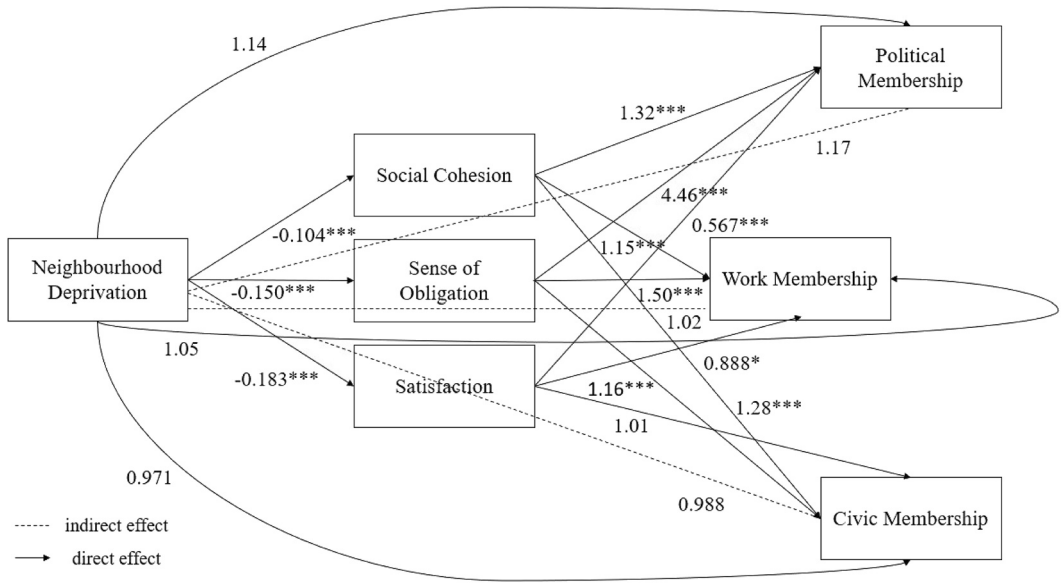 1.14
Political
Membership
1.32***
1.17
Social Cohesion
4.46***
0.567***
-0.104***
1.15***
Neighbourhood
Deprivation
Sense of
Obligation
Work Membership
-0.150***
1.50***
1.02
1.05
0.888*
-0.183***
Satisfaction
1.16***
1.28***
1.01
0.971
0.988
Civic Membership
indirect effect
direct effect